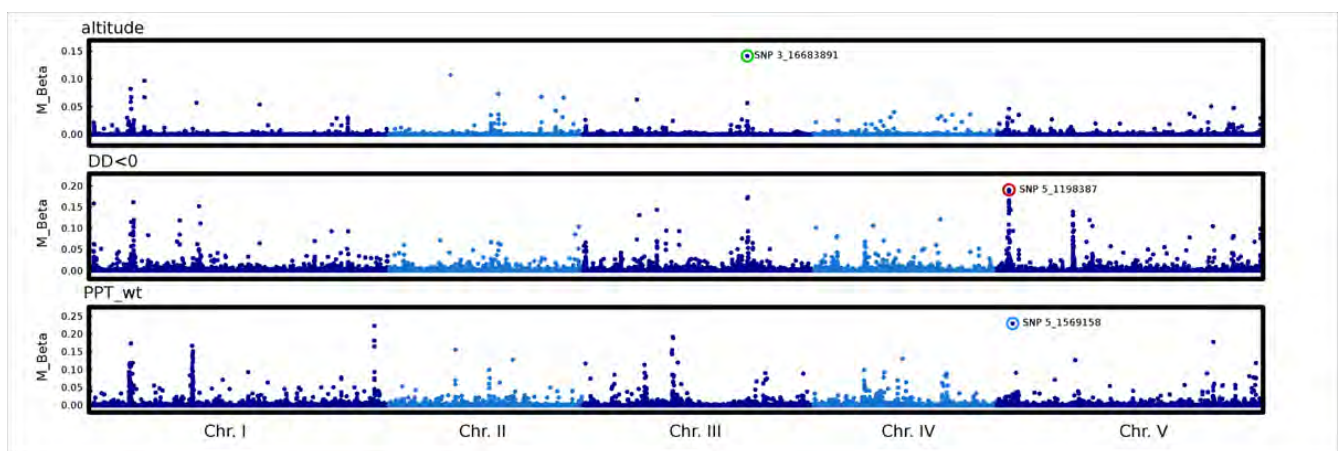 altitude
0.15
0.10
0.05
0.00
M_Beta
SNP 3_16683891
DD<0
0.20
0.15
0.10
0.05
0.00
M_Beta
SNP 5_1198387
PPT_wt
0.25
0.20
0.15
0.10
0.05
0.00
M_Beta
SNP 5_1569158
Chr. I Chr. II Chr. III Chr. IV Chr. V